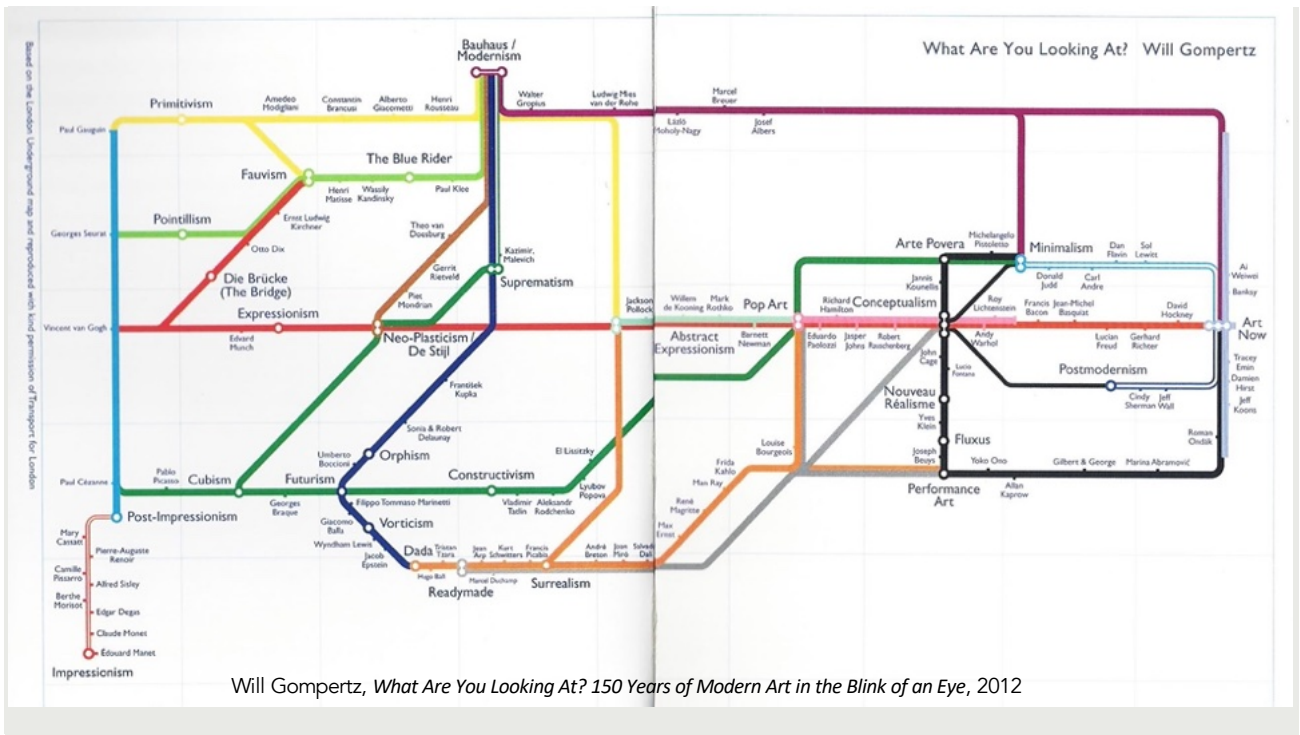 Bauhaus /
Modernism
What Are You Looking At? Will Gompertz
Based on the London Underground map and reproduced with kind permission of Transport for London
Primitivism
Paul Gauguin
Amedeo
Modigliani
Constantin
Brancusi
Alberto
Giacometti
Henri
Rousseau
Walter
Gropius
Ludwig Mies
van der Rohe
László
Moholy-Nagy
Marcel
Breuer
Josef
Albers
The Blue Rider
Fauvism
Henri
Matisse
Wassily
Kandinsky
Paul Klee
Pointillism
Georges Seurat
Ernst Ludwig
Kirchner
Otto Dix
Die Brücke
(The Bridge)
Theo van
Doesburg
Gerrit
Rietveld
Piet
Mondrian
Kazimir,
Malevich
Suprematism
Vincent van Gogh
Expressionism
Edvard
Munch
Neo-Plasticism /
De Stijl
Jackson
Pollock
Willem
de Kooning
Mark
Rothko
Abstract
Expressionism
Barnett
Newman
Pop Art
Richard
Hamilton
Eduardo
Paolozzi
Jasper
Johns
Robert
Rauschenberg
Conceptualism
Arte Povera
Michelangelo
Pistoletto
Jannis
Kounellis
Minimalism
Dan
Flavin
Sol
Lewitt
Donald
Judd
Carl
Andre
Roy
Lichtenstein
Andy
Warhol
Francis
Bacon
Jean-Michel
Basquiat
Lucian
Freud
Gerhard
Richter
David
Hockney
Ai
Weiwei
Banksy
Art
Now
Tracey
Emin
Damien
Hirst
Jeff
Koons
Postmodernism
Cindy
Sherman
Jeff
Wall
John
Cage
Lucio
Fontana
Nouveau
Réalisme
Yves
Klein
Fluxus
Joseph
Beuys
Performance
Art
Yoko Ono
Allan
Kaprow
Gilbert & George
Marina Abramović
Roman
Ondák
František
Kupka
Sonia & Robert
Delaunay
Orphism
Umberto
Boccioni
Paul Cézanne
Pablo
Picasso
Cubism
Georges
Braque
Futurism
Filippo Tommaso Marinetti
Giacomo
Balla
Vorticism
Wyndham Lewis
Jacob
Epstein
Constructivism
Vladimir
Tatlin
Aleksandr
Rodchenko
El Lissitzky
Lyubov
Popova
Dada
Hugo Ball
Tristan
Tzara
Readymade
Marcel Duchamp
Jean
Arp
Kurt
Schwitters
Francis
Picabia
Surrealism
André
Breton
Joan
Miró
Salvador
Dalí
Max
Ernst
René
Magritte
Man Ray
Frida
Kahlo
Louise
Bourgeois
Post-Impressionism
Mary
Cassatt
Pierre-Auguste
Renoir
Camille
Pissarro
Alfred Sisley
Berthe
Morisot
Edgar Degas
Claude Monet
Édouard Manet
Impressionism
Will Gompertz, What Are You Looking At? 150 Years of Modern Art in the Blink of an Eye, 2012